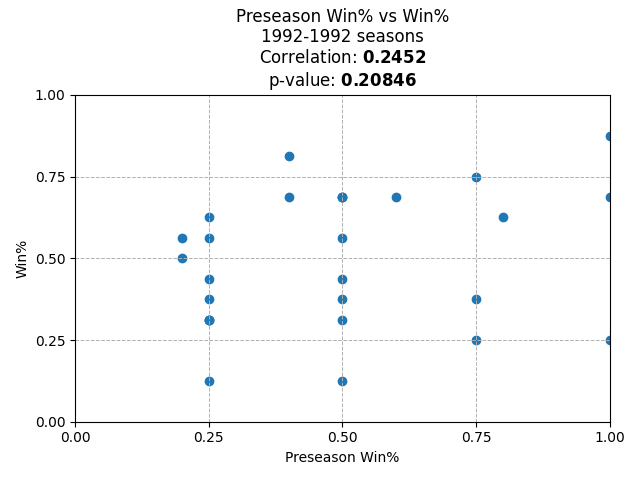 Preseason Win% vs Win%
1992-1992 seasons
Correlation: 0.2452
p-value: 0.20846
1.00
0.75
0.50
0.25
0.00
Win%
0.00 0.25 0.50 0.75 1.00
Preseason Win%